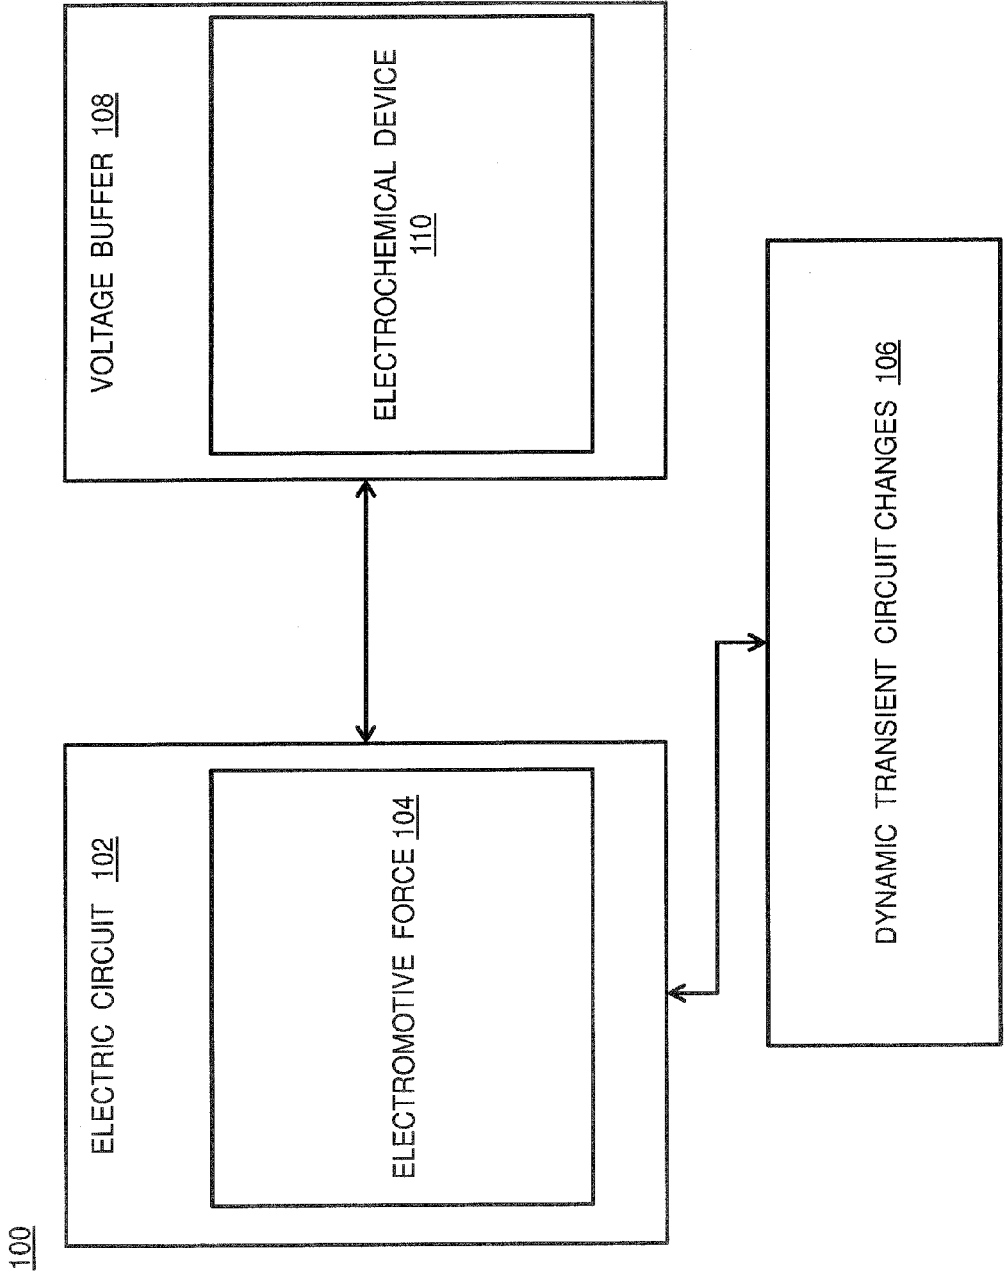 100
ELECTRIC CIRCUIT 102
ELECTROMOTIVE FORCE 104
VOLTAGE BUFFER 108
ELECTROCHEMICAL DEVICE
110
DYNAMIC TRANSIENT CIRCUIT CHANGES 106